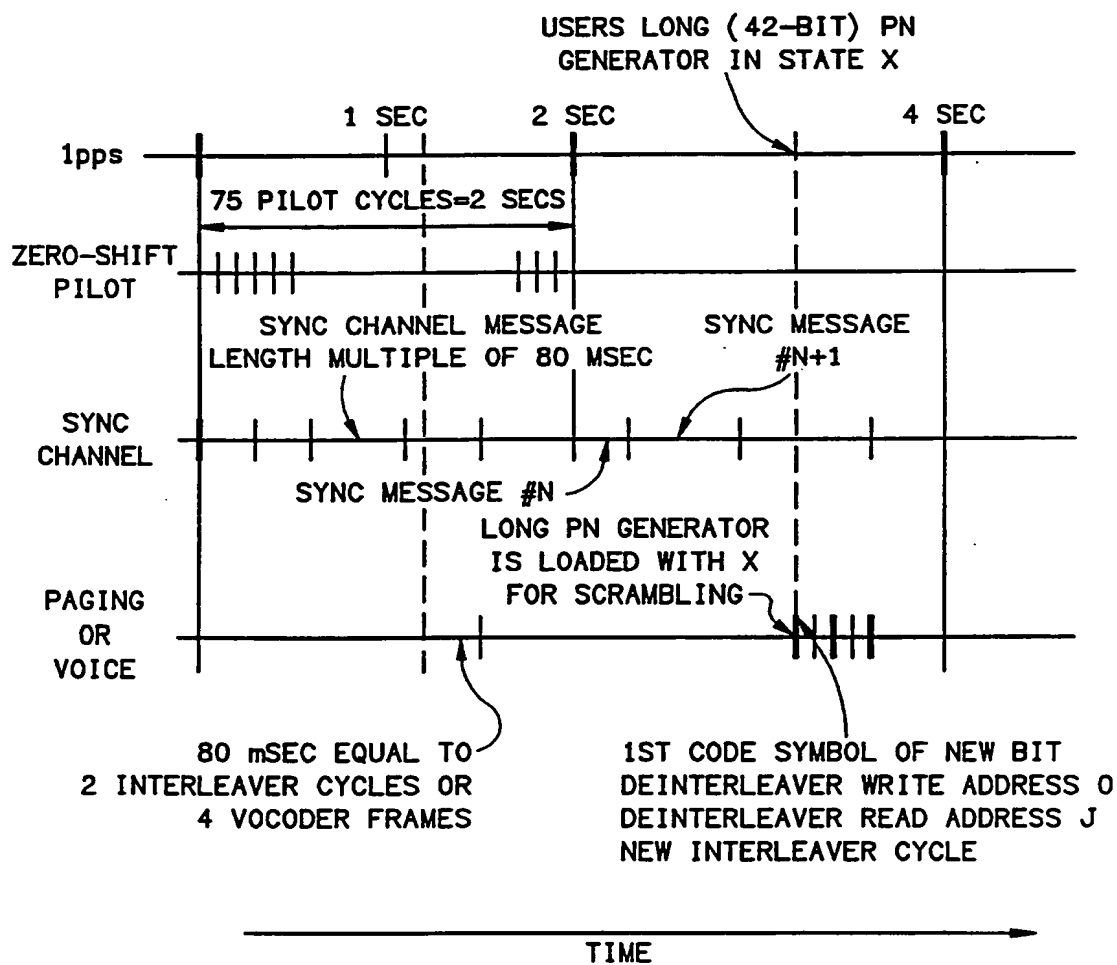 USERS LONG (42-BIT) PN
GENERATOR IN STATE X
1 SEC
2 SEC
4 SEC
1pps
75 PILOT CYCLES=2 SECS
ZERO-SHIFT
PILOT
SYNC CHANNEL MESSAGE
LENGTH MULTIPLE OF 80 MSEC
SYNC MESSAGE
#N+1
SYNC
CHANNEL
SYNC MESSAGE #N
LONG PN GENERATOR
IS LOADED WITH X
FOR SCRAMBLING
PAGING
OR
VOICE
80 mSEC EQUAL TO
2 INTERLEAVER CYCLES OR
4 VOCODER FRAMES
1ST CODE SYMBOL OF NEW BIT
DEINTERLEAVER WRITE ADDRESS 0
DEINTERLEAVER READ ADDRESS J
NEW INTERLEAVER CYCLE
TIME